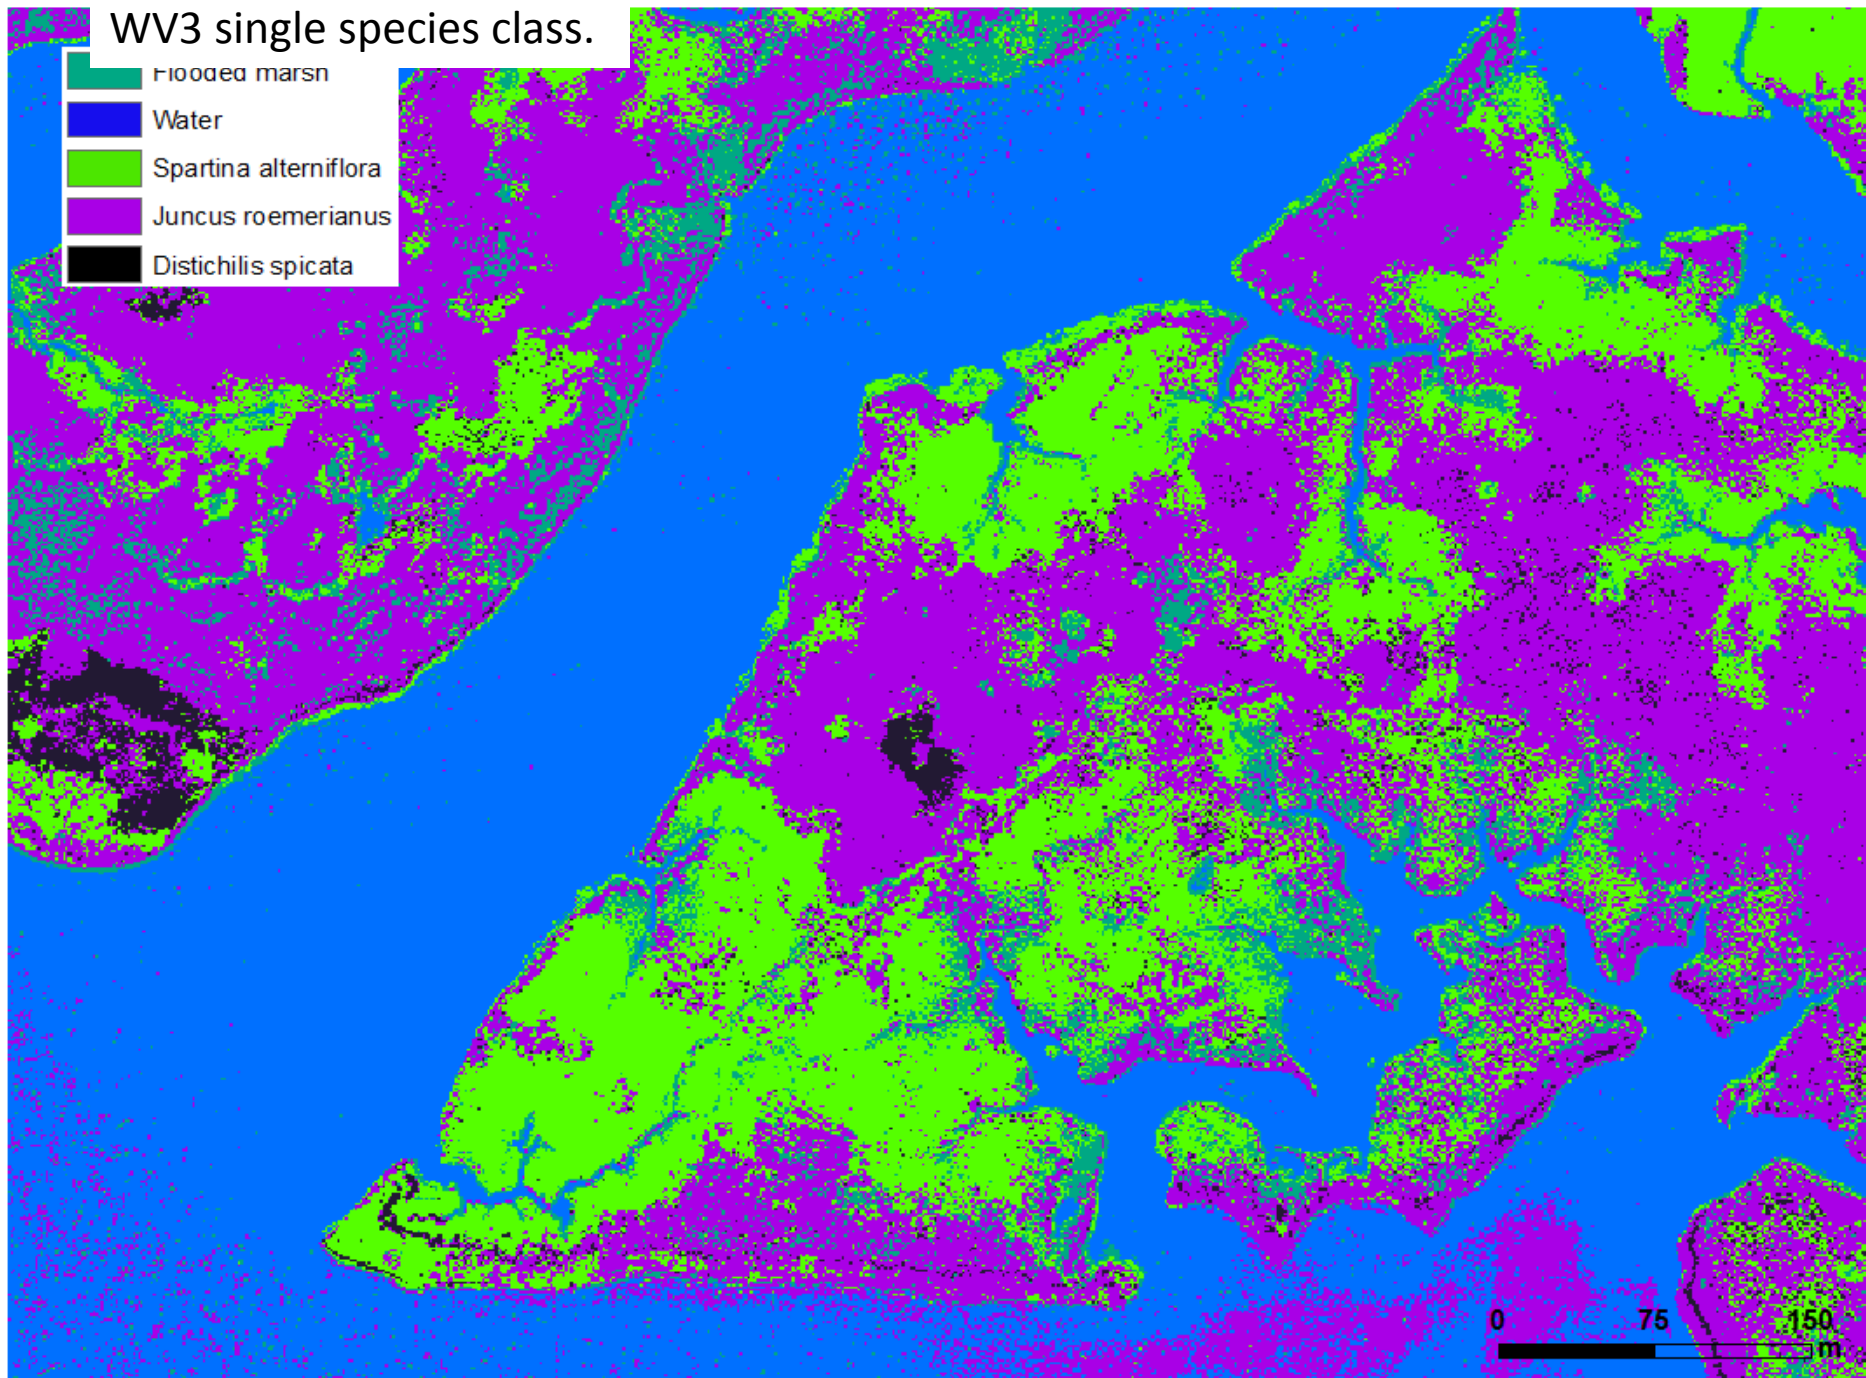 WV3 single species class.
Flooded marsh
Water
Spartina alterniflora
Juncus roemerianus
Distichilis spicata
0 75 150
m